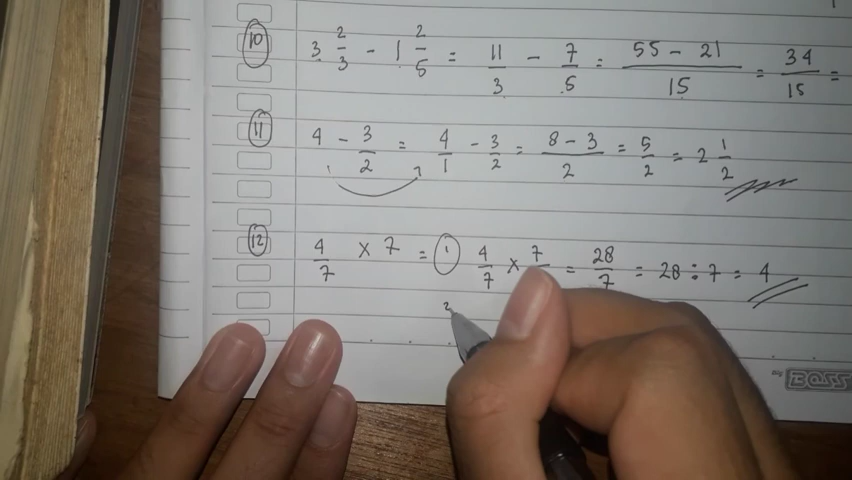 10 3 2/3 - 1 2/5 = 11/3 - 7/5 = 55 - 21/15 = 34/15 =
11 4 - 3/2 = 4/1 - 3/2 = 8 - 3/2 = 5/2 = 2 1/2
12 4/7 x 7 = 1 4/7 x 7 = 28/7 = 28 : 7 = 4
2
BOSS